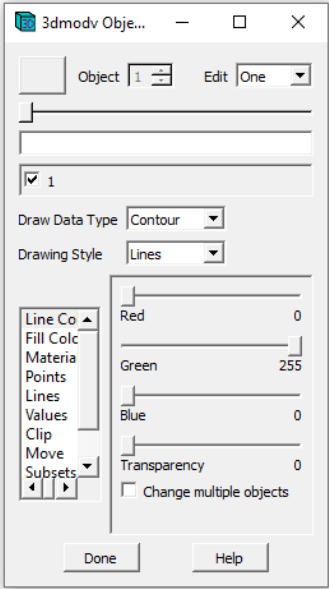 3dmodv Obje...
Object 1 Edit One
1
Draw Data Type Contour
Drawing Style Lines
Line Co
Fill Colc
Materia
Points
Lines
Values
Clip
Move
Subsets
Red 0
Green 255
Blue 0
Transparency 0
Change multiple objects
Done Help